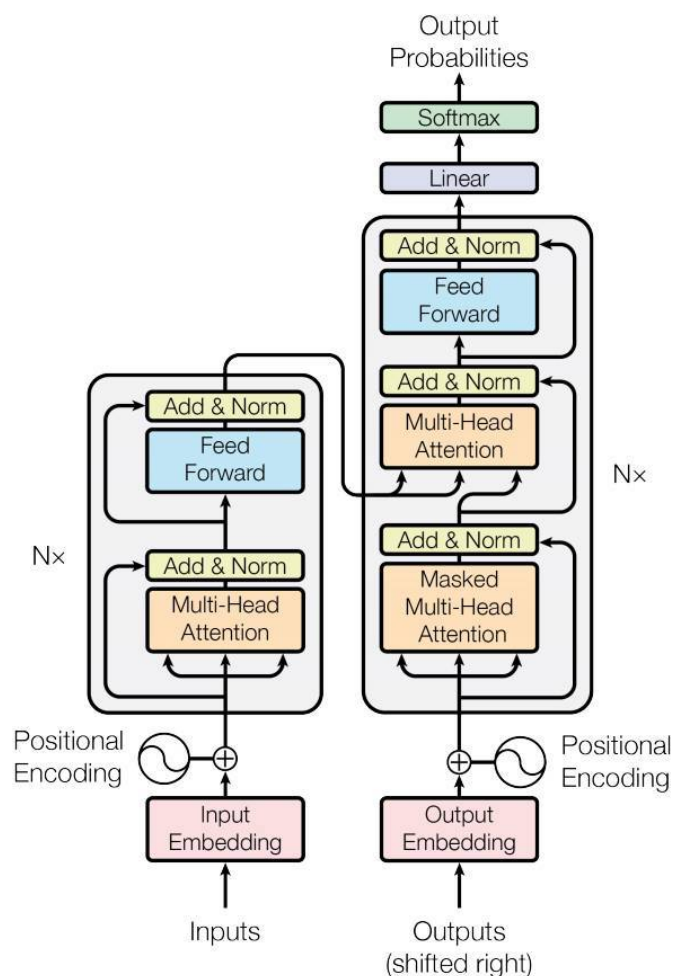 Output
Probabilities
Softmax
Linear
Add & Norm
Feed
Forward
Add & Norm
Multi-Head
Attention
Add & Norm
Masked
Multi-Head
Attention
N×
Add & Norm
Feed
Forward
Add & Norm
Multi-Head
Attention
N×
Positional
Encoding
Positional
Encoding
Input
Embedding
Output
Embedding
Inputs
Outputs
(shifted right)